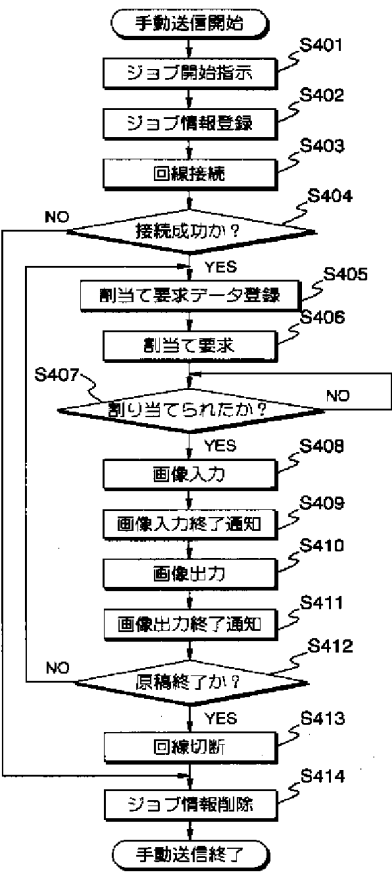 手動送信開始
S401
ジョブ開始指示
S402
ジョブ情報登録
S403
回線接続
S404
接続成功か?
NO
YES
S405
割当て要求データ登録
S406
割当て要求
S407
割り当てられたか?
NO
YES
S408
画像入力
S409
画像入力終了通知
S410
画像出力
S411
画像出力終了通知
S412
原稿終了か?
NO
YES
S413
回線切断
S414
ジョブ情報削除
手動送信終了